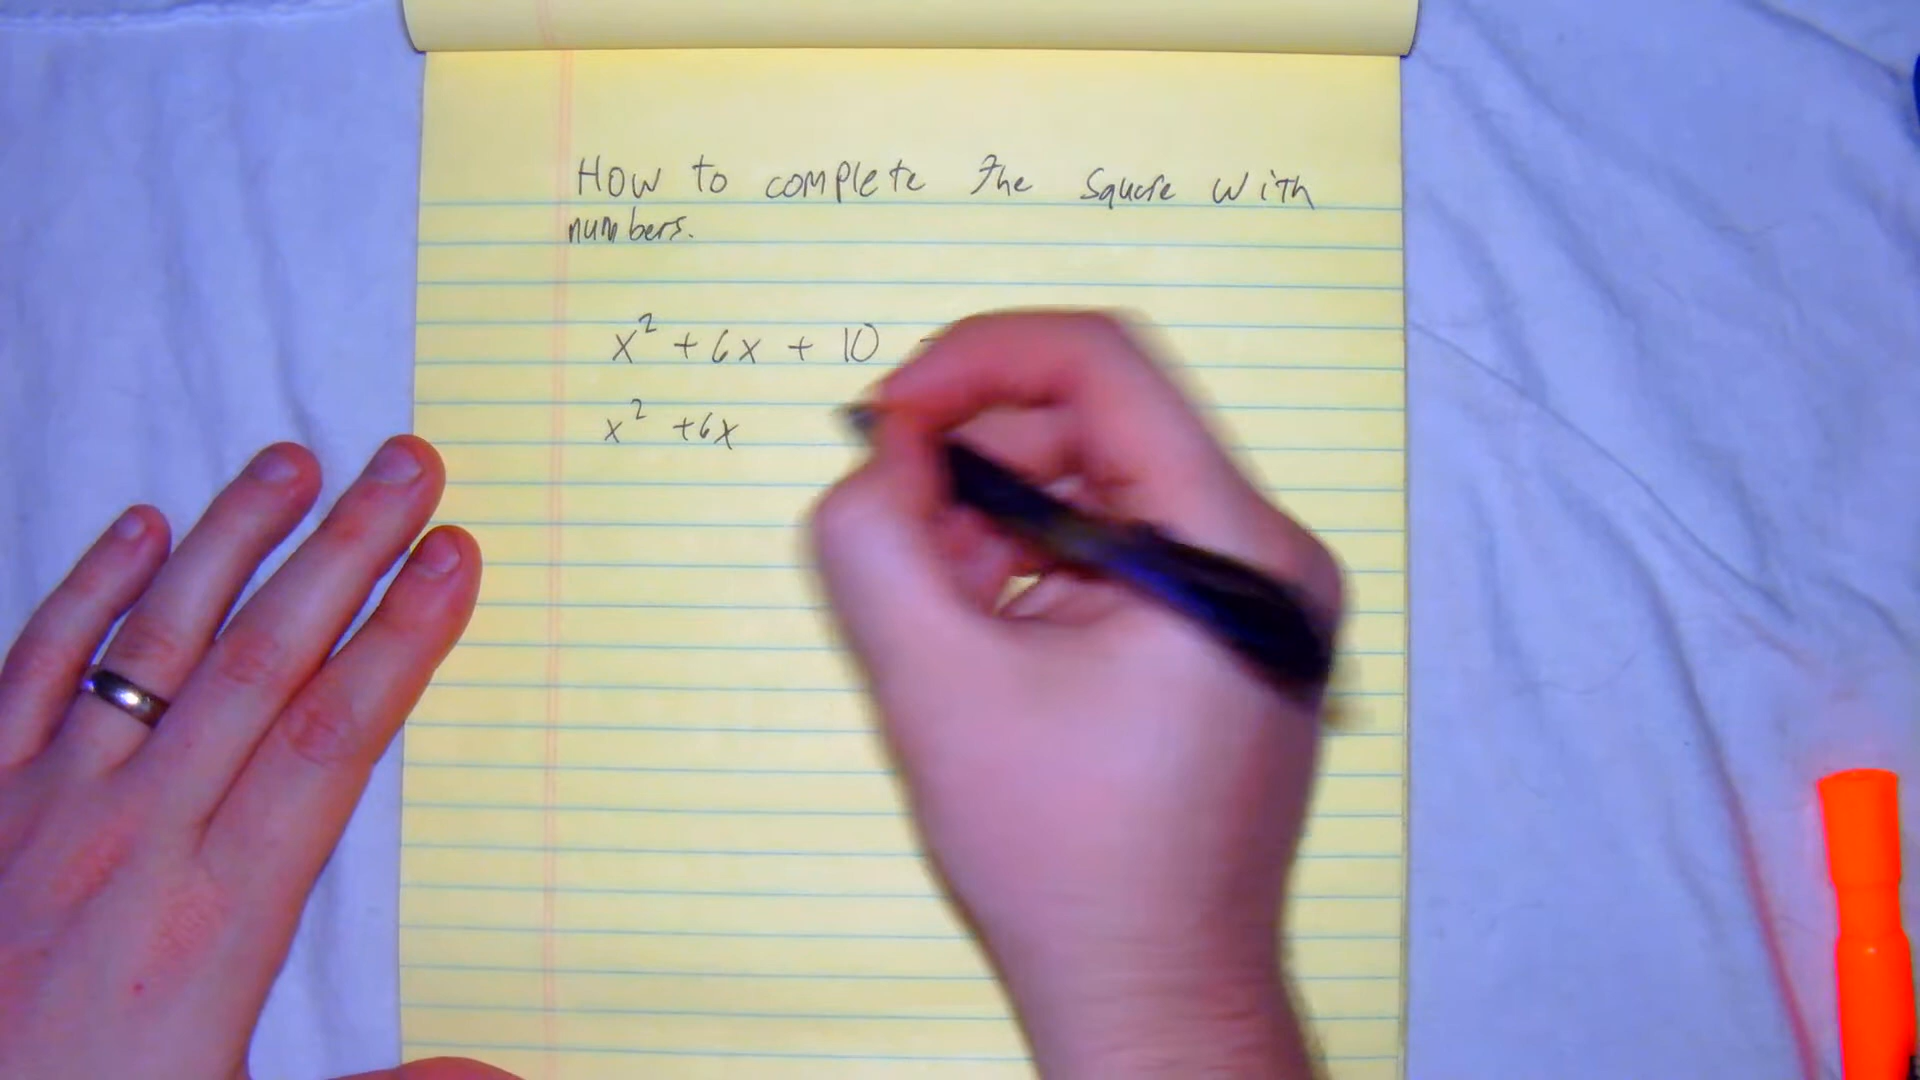 How to complete the square with
numbers.
x² + 6x + 10
x² +6x